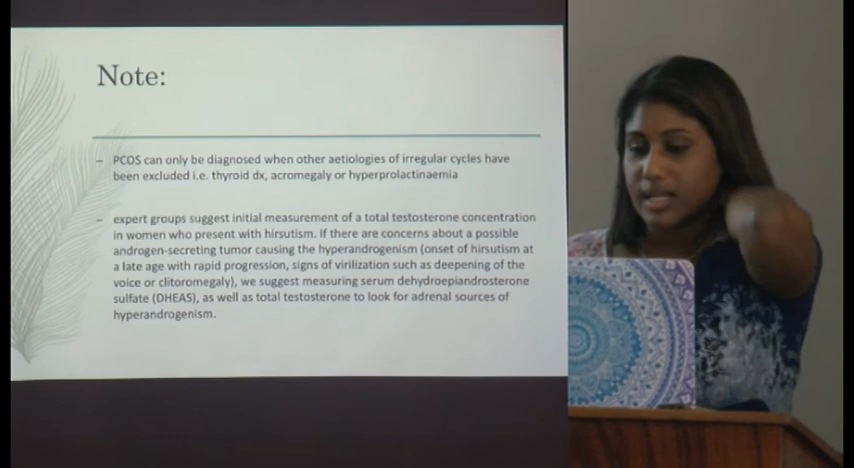 Note:
– PCOS can only be diagnosed when other aetiologies of irregular cycles have
been excluded i.e. thyroid dx, acromegaly or hyperprolactinaemia
– expert groups suggest initial measurement of a total testosterone concentration
in women who present with hirsutism. If there are concerns about a possible
androgen-secreting tumor causing the hyperandrogenism (onset of hirsutism at
a late age with rapid progression, signs of virilization such as deepening of the
voice or clitoromegaly), we suggest measuring serum dehydroepiandrosterone
sulfate (DHEAS), as well as total testosterone to look for adrenal sources of
hyperandrogenism.